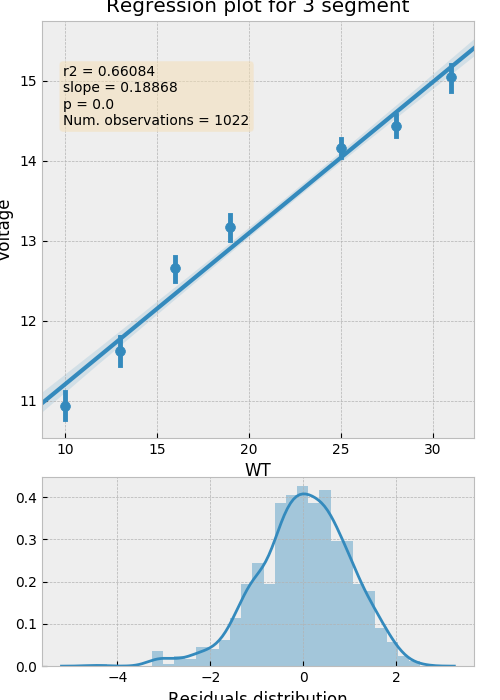 Regression plot for 3 segment
r2 = 0.66084
slope = 0.18868
p = 0.0
Num. observations = 1022
15
14
13
12
11
Voltage
10 15 20 25 30
WT
0.4
0.3
0.2
0.1
0.0
−4 −2 0 2
Residuals distribution